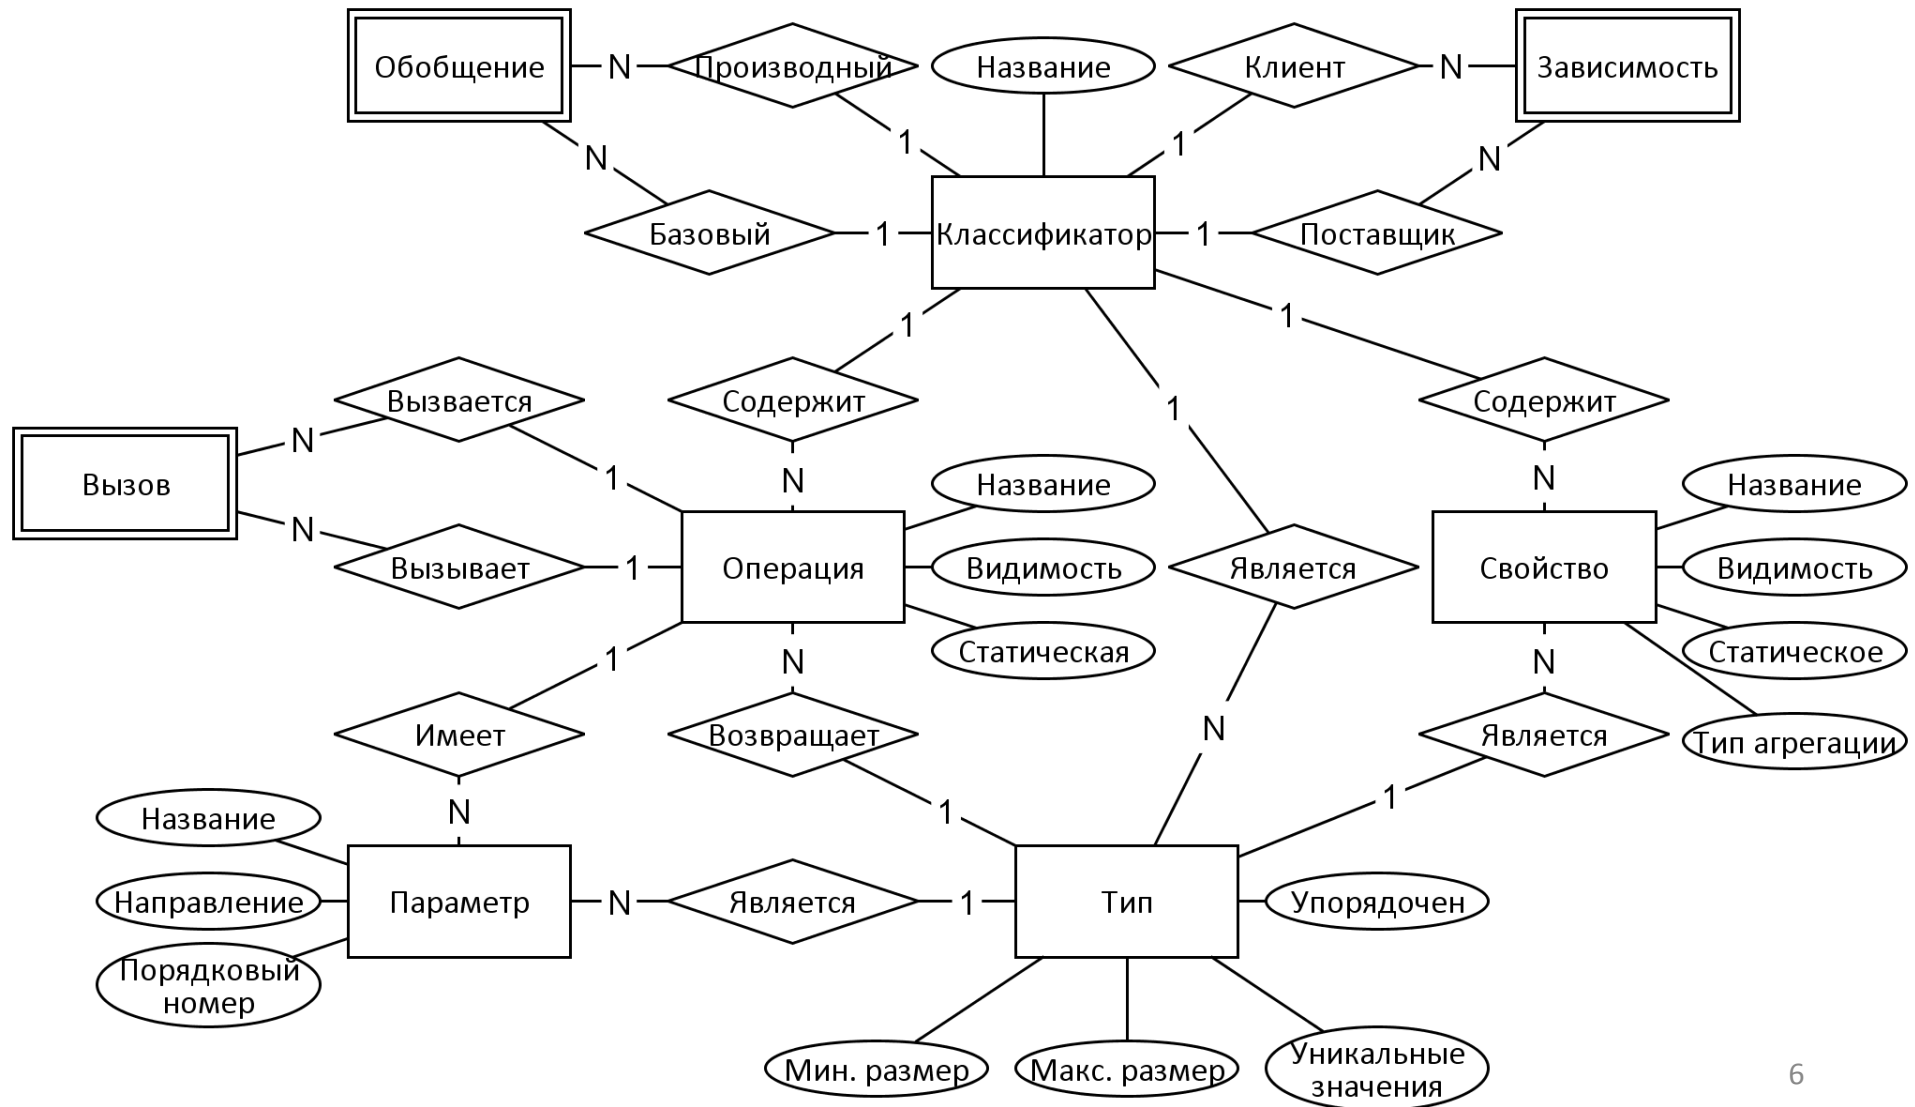 Обобщение
N
Производный
Название
Клиент
N
Зависимость
1
1
N
N
Базовый
1
Классификатор
1
Поставщик
1
1
Вызвается
Содержит
1
Содержит
N
1
N
N
Вызов
Название
Название
N
Вызывает
1
Операция
Видимость
Является
Свойство
Видимость
1
N
Статическая
N
Статическое
Имеет
Возвращает
N
Является
Тип агрегации
N
1
1
Название
Направление
Параметр
N
Является
1
Тип
Упорядочен
Порядковый
номер
Мин. размер
Макс. размер
Уникальные
значения
6